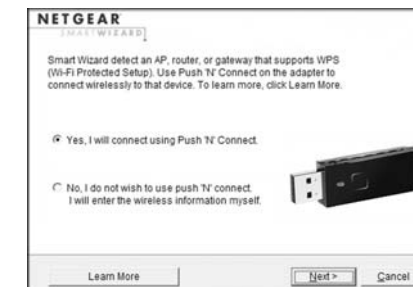 NETGEAR
SMARTWIZARD
Smart Wizard detect an AP, router, or gateway that supports WPS
(Wi-Fi Protected Setup). Use Push 'N' Connect on the adapter to
connect wirelessly to that device. To learn more, click Learn More.
Yes, I will connect using Push 'N' Connect.
No, I do not wish to use push 'N' connect.
I will enter the wireless information myself.
Learn More
Next >
Cancel